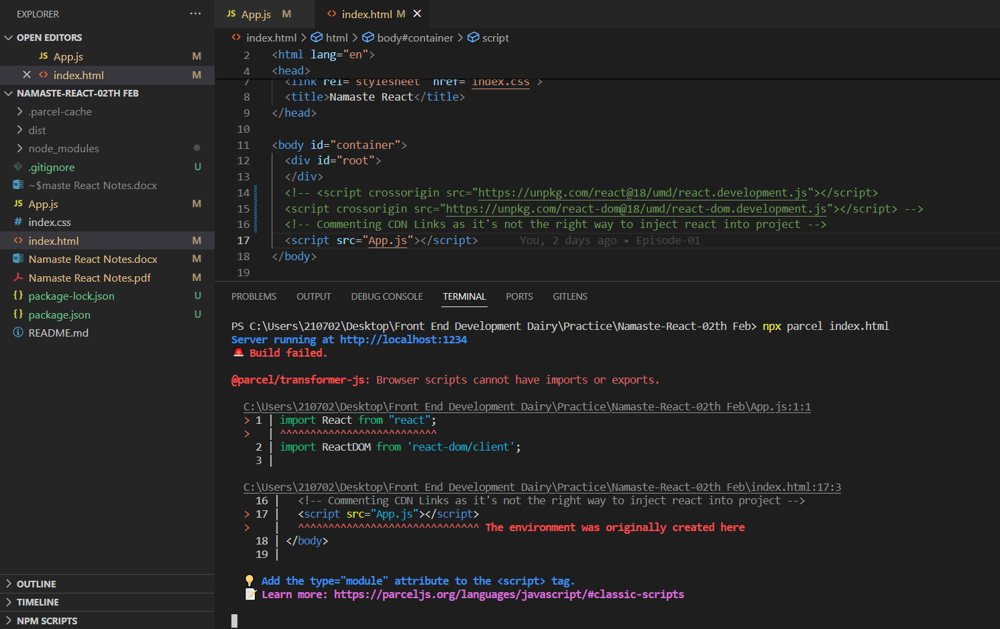 EXPLORER
OPEN EDITORS
JS App.js M
index.html M
NAMASTE-REACT-02TH FEB
.parcel-cache
dist
node_modules
.gitignore U
~$maste React Notes.docx
JS App.js M
# index.css
index.html M
Namaste React Notes.docx M
Namaste React Notes.pdf M
{} package-lock.json U
{} package.json U
README.md
OUTLINE
TIMELINE
NPM SCRIPTS
JS App.js M
<> index.html M
<> index.html > html > body#container > script
2 <html lang="en">
4 <head>
7 <link rel="stylesheet" href="index.css">
8 <title>Namaste React</title>
9 </head>
10
11 <body id="container">
12 <div id="root">
13 </div>
14 <!-- <script crossorigin src="https://unpkg.com/react@18/umd/react.development.js"></script>
15 <script crossorigin src="https://unpkg.com/react-dom@18/umd/react-dom.development.js"></script> -->
16 <!-- Commenting CDN Links as it's not the right way to inject react into project -->
17 <script src="App.js"></script> You, 2 days ago • Episode-01
18 </body>
19
PROBLEMS OUTPUT DEBUG CONSOLE TERMINAL PORTS GITLENS
PS C:\Users\210702\Desktop\Front End Development Dairy\Practice\Namaste-React-02th Feb> npx parcel index.html
Server running at http://localhost:1234
🚨 Build failed.
@parcel/transformer-js: Browser scripts cannot have imports or exports.
C:\Users\210702\Desktop\Front End Development Dairy\Practice\Namaste-React-02th Feb\App.js:1:1
> 1 | import React from "react";
> | ^^^^^^^^^^^^^^^^^^^^^^^^^^
2 | import ReactDOM from 'react-dom/client';
3 |
C:\Users\210702\Desktop\Front End Development Dairy\Practice\Namaste-React-02th Feb\index.html:17:3
16 | <!-- Commenting CDN Links as it's not the right way to inject react into project -->
> 17 | <script src="App.js"></script>
> | ^^^^^^^^^^^^^^^^^^^^^^^^^^^^^^ The environment was originally created here
18 | </body>
19 |
💡 Add the type="module" attribute to the <script> tag.
📝 Learn more: https://parceljs.org/languages/javascript/#classic-scripts